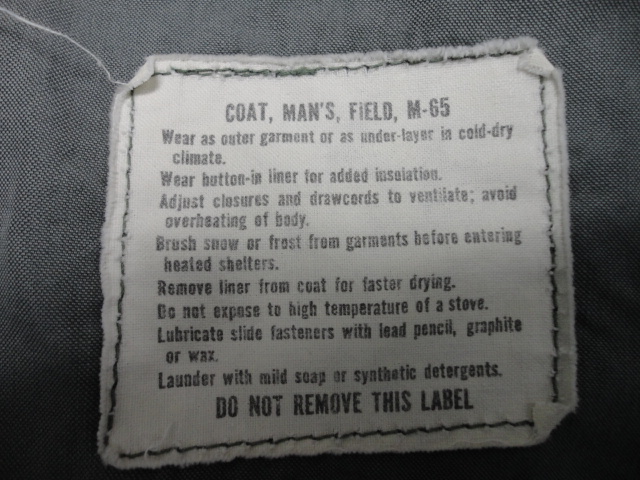 COAT, MAN'S, FIELD, M-65
Wear as outer garment or as under-layer in cold-dry
climate.
Wear button-in liner for added insulation.
Adjust closures and drawcords to ventilate; avoid
overheating of body.
Brush snow or frost from garments before entering
heated shelters.
Remove liner from coat for faster drying.
Do not expose to high temperature of a stove.
Lubricate slide fasteners with lead pencil, graphite
or wax.
Launder with mild soap or synthetic detergents.
DO NOT REMOVE THIS LABEL